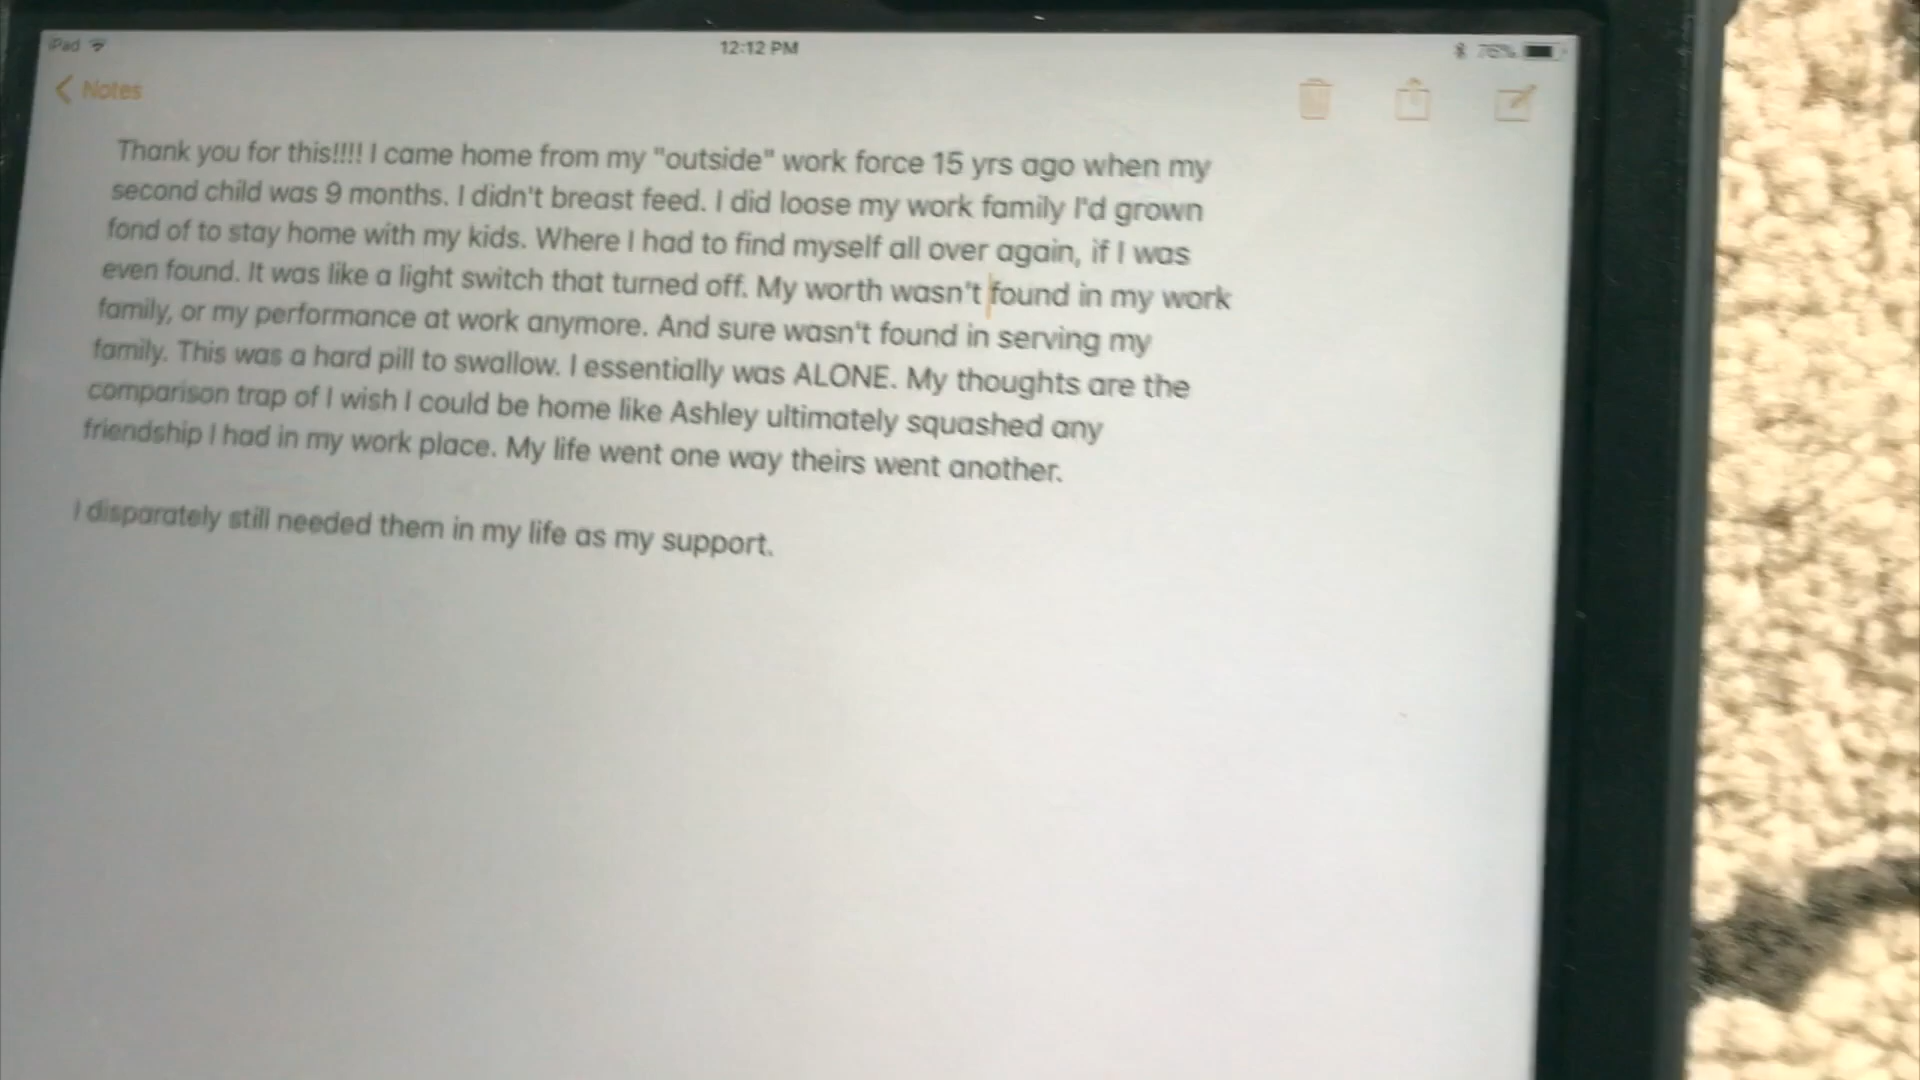 iPad
12:12 PM
76%
Notes
Thank you for this!!!! I came home from my "outside" work force 15 yrs ago when my
second child was 9 months. I didn't breast feed. I did loose my work family I'd grown
fond of to stay home with my kids. Where I had to find myself all over again, if I was
even found. It was like a light switch that turned off. My worth wasn't found in my work
family, or my performance at work anymore. And sure wasn't found in serving my
family. This was a hard pill to swallow. I essentially was ALONE. My thoughts are the
comparison trap of I wish I could be home like Ashley ultimately squashed any
friendship I had in my work place. My life went one way theirs went another.
I disparately still needed them in my life as my support.